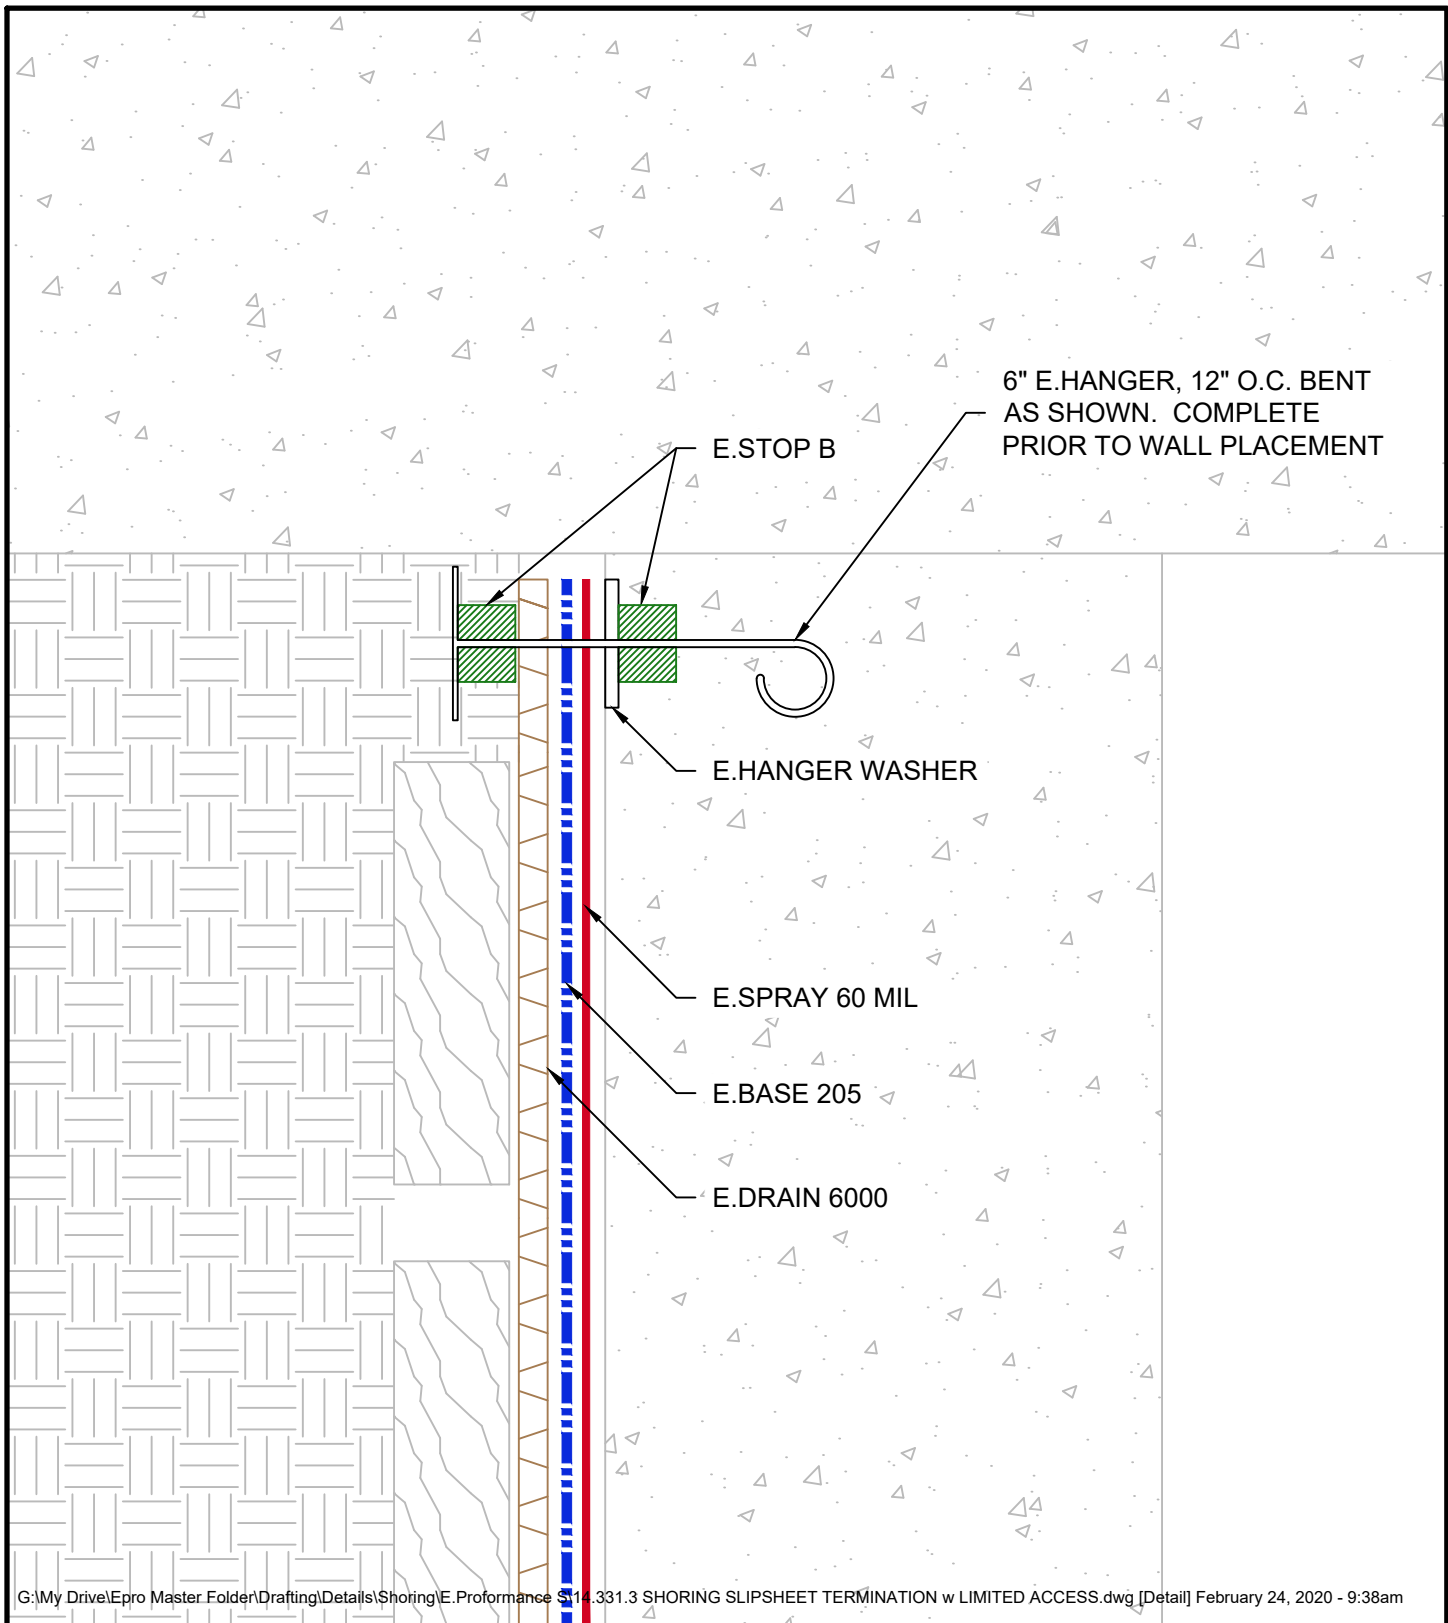 6" E.HANGER, 12" O.C. BENT
AS SHOWN. COMPLETE
PRIOR TO WALL PLACEMENT
E.STOP B
E.HANGER WASHER
E.SPRAY 60 MIL
E.BASE 205
E.DRAIN 6000
G:\My Drive\Epro Master Folder\Drafting\Details\Shoring\E.Proformance S\14.331.3 SHORING SLIPSHEET TERMINATION w LIMITED ACCESS.dwg [Detail] February 24, 2020 - 9:38am